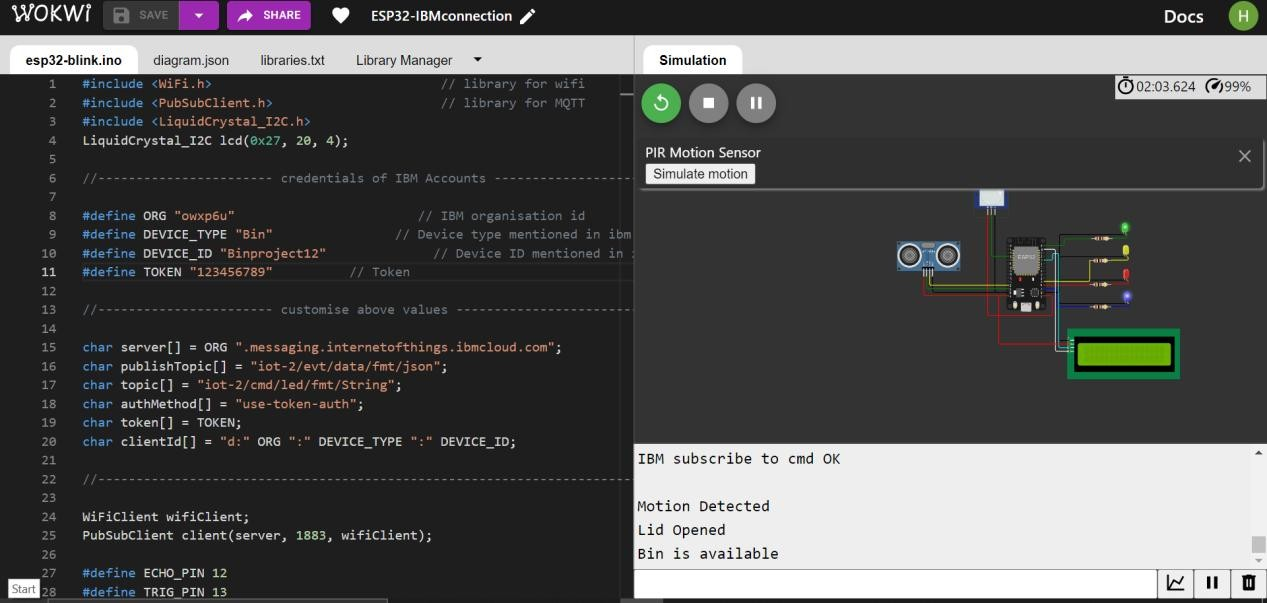 WOKWI
SAVE
SHARE
ESP32-IBMconnection
Docs
H
esp32-blink.ino
diagram.json
libraries.txt
Library Manager
1 #include <WiFi.h> // library for wifi
2 #include <PubSubClient.h> // library for MQTT
3 #include <LiquidCrystal_I2C.h>
4 LiquidCrystal_I2C lcd(0x27, 20, 4);
5
6 //----------------------- credentials of IBM Accounts ------------------
7
8 #define ORG "owxp6u" // IBM organisation id
9 #define DEVICE_TYPE "Bin" // Device type mentioned in ibm
10 #define DEVICE_ID "Binproject12" // Device ID mentioned in
11 #define TOKEN "123456789" // Token
12
13 //----------------------- customise above values -----------------------
14
15 char server[] = ORG ".messaging.internetofthings.ibmcloud.com";
16 char publishTopic[] = "iot-2/evt/data/fmt/json";
17 char topic[] = "iot-2/cmd/led/fmt/String";
18 char authMethod[] = "use-token-auth";
19 char token[] = TOKEN;
20 char clientId[] = "d:" ORG ":" DEVICE_TYPE ":" DEVICE_ID;
21
22 //-----------------------------------------------------------------------
23
24 WiFiClient wifiClient;
25 PubSubClient client(server, 1883, wifiClient);
26
27 #define ECHO_PIN 12
28 #define TRIG_PIN 13
Start
Simulation
02:03.624 99%
PIR Motion Sensor
Simulate motion
ESP32
IBM subscribe to cmd OK
Motion Detected
Lid Opened
Bin is available